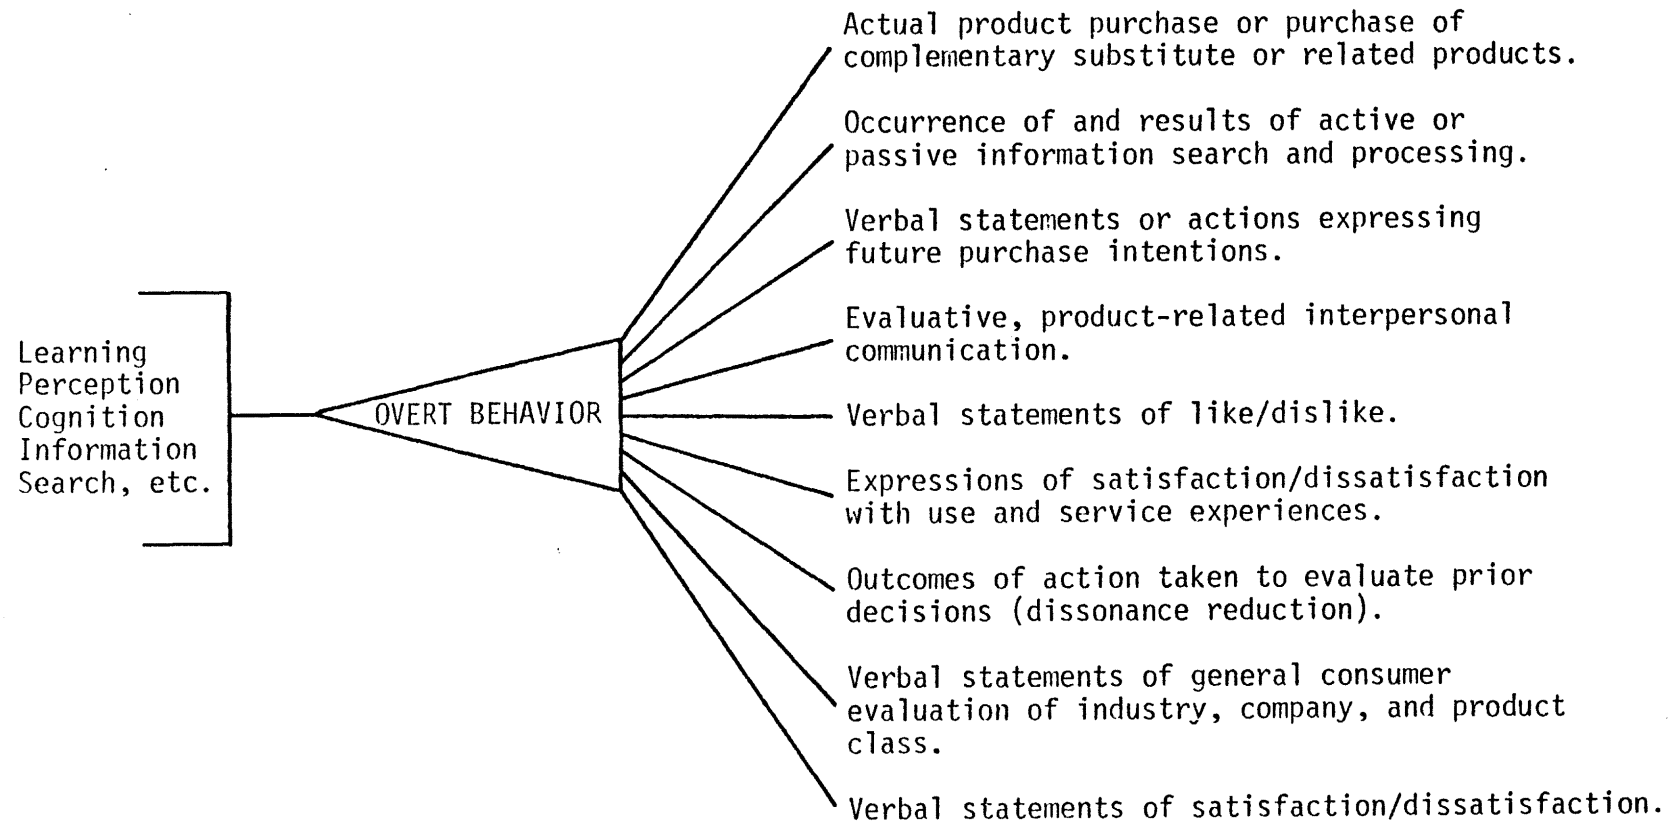 Learning
Perception
Cognition
Information
Search, etc.
OVERT BEHAVIOR
Actual product purchase or purchase of
complementary substitute or related products.
Occurrence of and results of active or
passive information search and processing.
Verbal statements or actions expressing
future purchase intentions.
Evaluative, product-related interpersonal
communication.
Verbal statements of like/dislike.
Expressions of satisfaction/dissatisfaction
with use and service experiences.
Outcomes of action taken to evaluate prior
decisions (dissonance reduction).
Verbal statements of general consumer
evaluation of industry, company, and product
class.
Verbal statements of satisfaction/dissatisfaction.